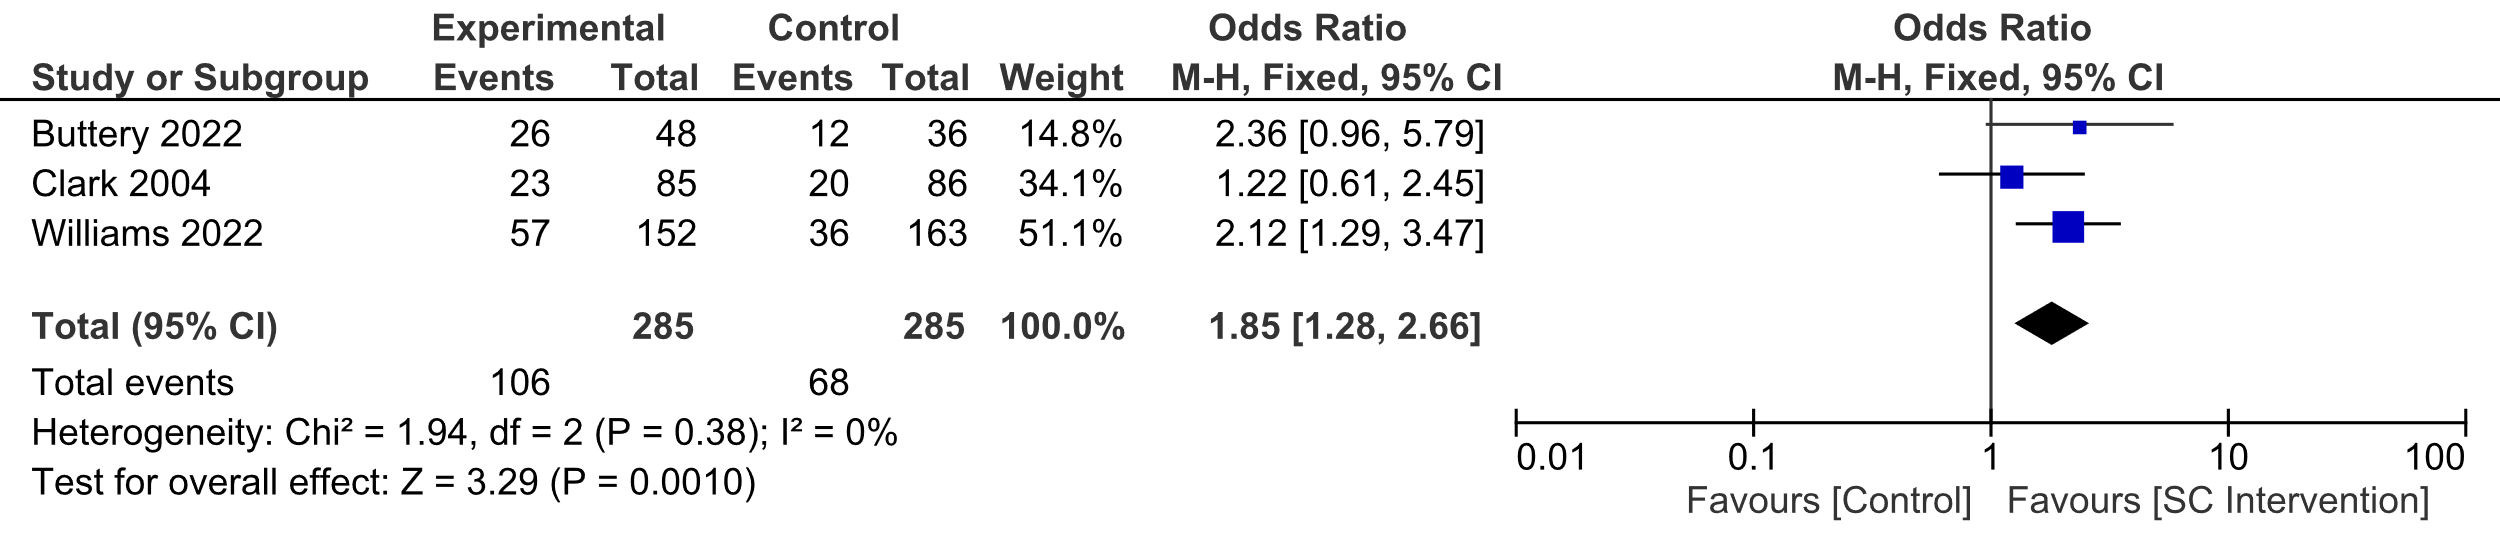 Experimental Control Odds Ratio Odds Ratio
Study or Subgroup Events Total Events Total Weight M-H, Fixed, 95% CI M-H, Fixed, 95% CI
Buttery 2022 26 48 12 36 14.8% 2.36 [0.96, 5.79]
Clark 2004 23 85 20 86 34.1% 1.22 [0.61, 2.45]
Williams 2022 57 152 36 163 51.1% 2.12 [1.29, 3.47]
Total (95% CI) 285 285 100.0% 1.85 [1.28, 2.66]
Total events 106 68
Heterogeneity: Chi² = 1.94, df = 2 (P = 0.38); I² = 0%
Test for overall effect: Z = 3.29 (P = 0.0010)
0.01 0.1 1 10 100
Favours [Control] Favours [SC Intervention]